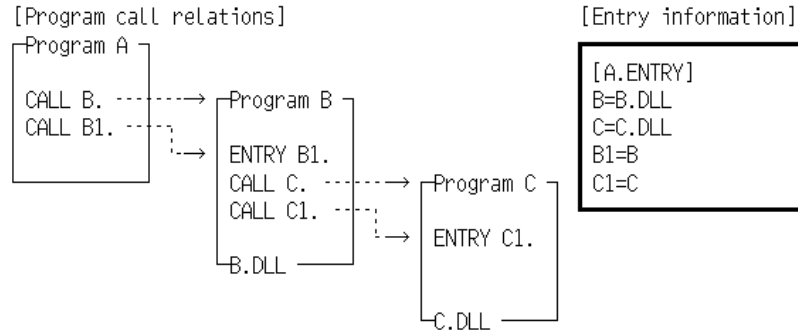 [Program call relations]
Program A
CALL B.
CALL B1.
Program B
ENTRY B1.
CALL C.
CALL C1.
B.DLL
Program C
ENTRY C1.
C.DLL
[Entry information]
[A.ENTRY]
B=B.DLL
C=C.DLL
B1=B
C1=C